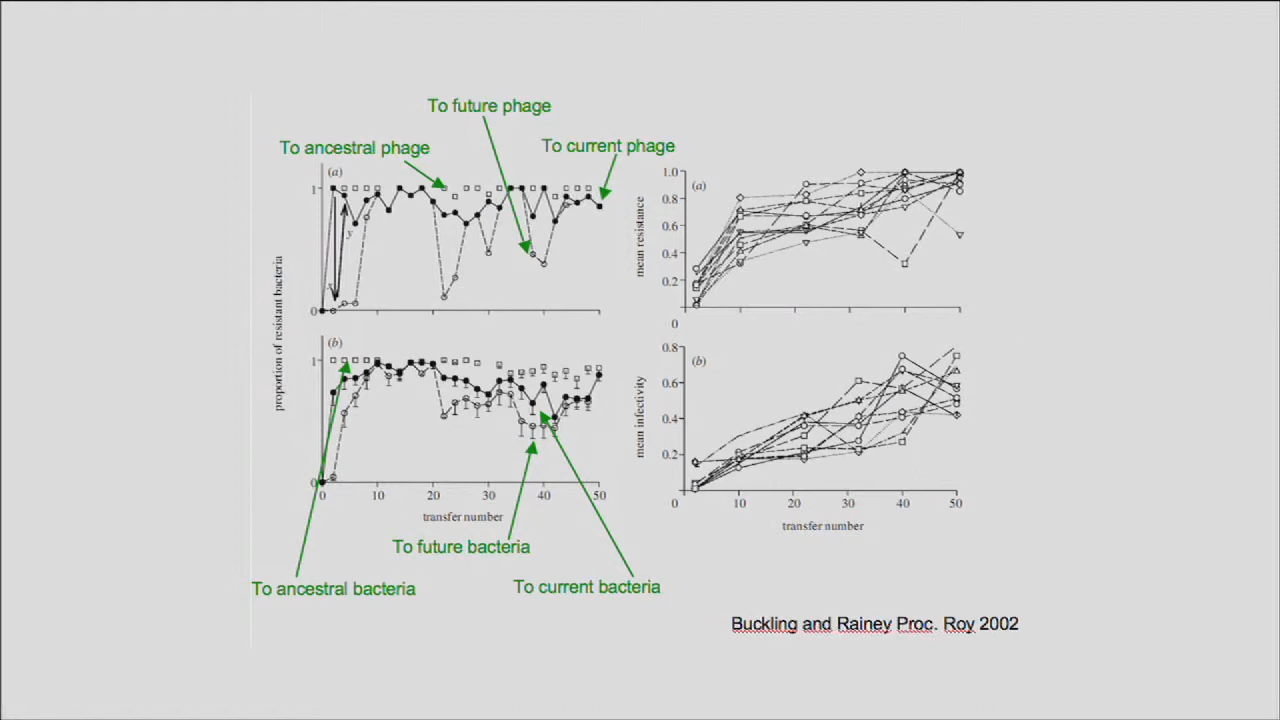 To future phage
To ancestral phage
To current phage
(a)
1
y
0
proportion of resistant bacteria
(b)
1
0
0 10 20 30 40 50
transfer number
To future bacteria
To ancestral bacteria
To current bacteria
(a)
1.0
0.8
0.6
0.4
0.2
0
mean resistance
(b)
0.8
0.6
0.4
0.2
mean infectivity
0 10 20 30 40 50
transfer number
Buckling and Rainey Proc. Roy 2002